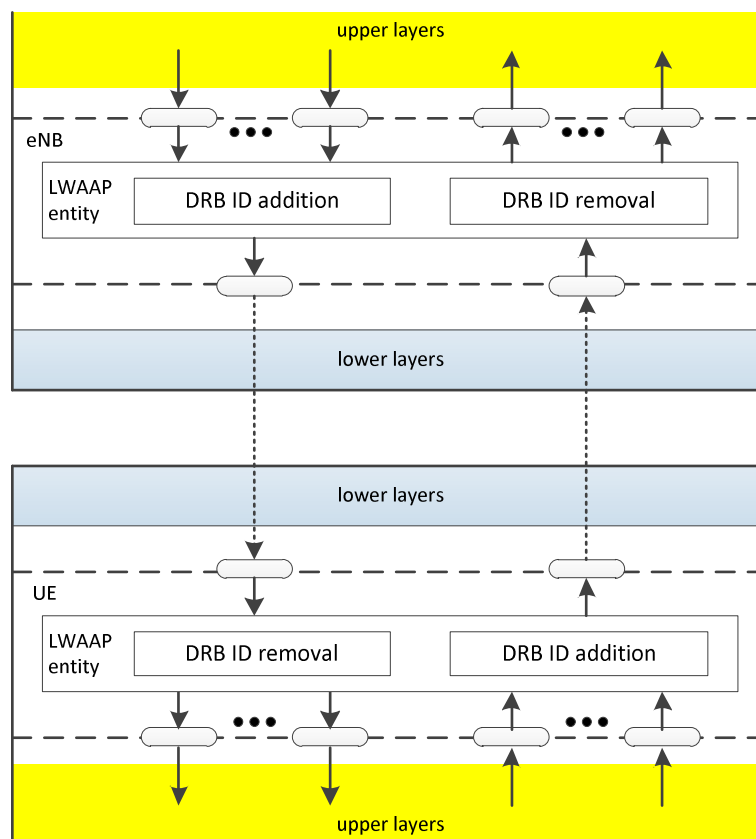 upper layers
eNB
LWAAP
entity
DRB ID addition
DRB ID removal
lower layers
lower layers
UE
LWAAP
entity
DRB ID removal
DRB ID addition
upper layers